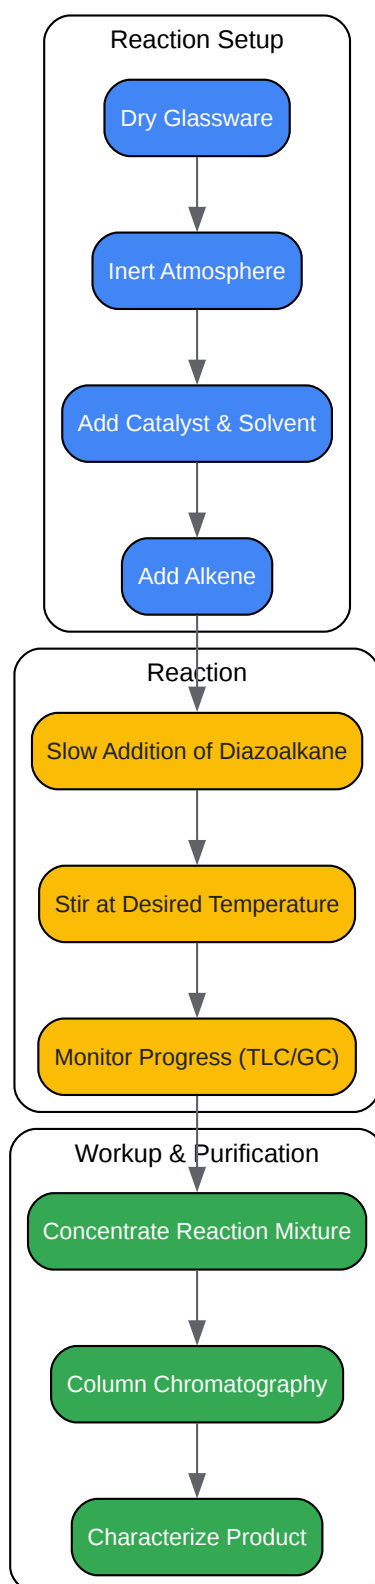 Reaction Setup
Dry Glassware
Inert Atmosphere
Add Catalyst & Solvent
Add Alkene
Reaction
Slow Addition of Diazoalkane
Stir at Desired Temperature
Monitor Progress (TLC/GC)
Workup & Purification
Concentrate Reaction Mixture
Column Chromatography
Characterize Product